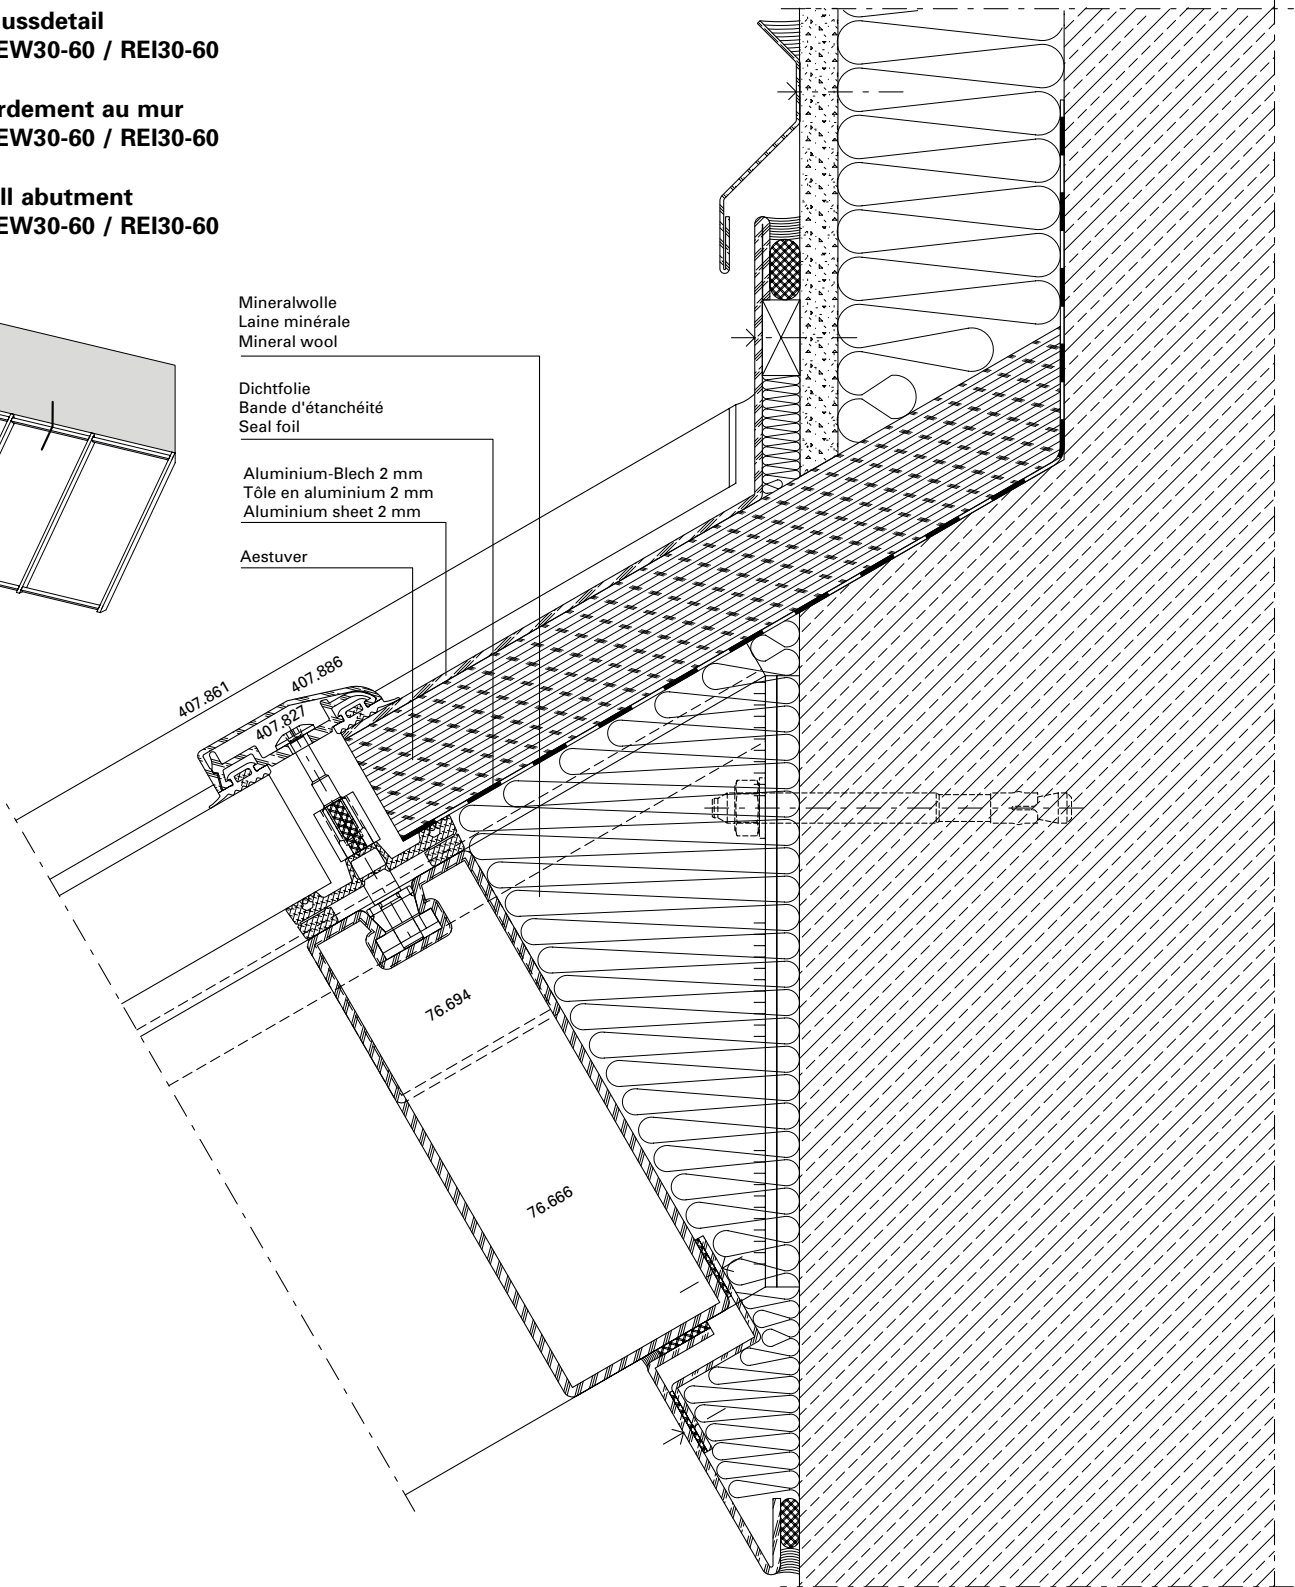 ussdetail
EW30-60 / REI30-60
rdement au mur
EW30-60 / REI30-60
ll abutment
EW30-60 / REI30-60
Mineralwolle
Laine minérale
Mineral wool
Dichtfolie
Bande d'étanchéité
Seal foil
Aluminium-Blech 2 mm
Tôle en aluminium 2 mm
Aluminium sheet 2 mm
Aestuver
407.861
407.886
407.827
76.694
76.666